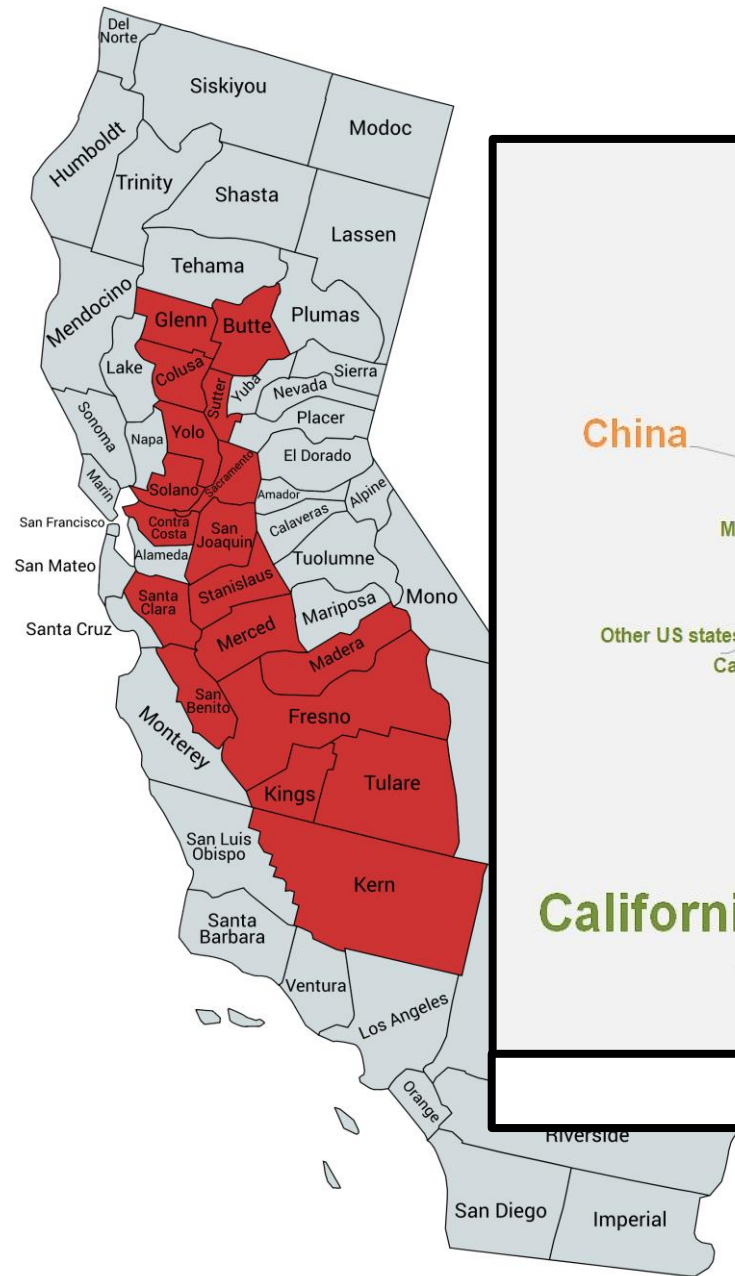 Del
Norte
Siskiyou
Modoc
Humboldt
Trinity
Shasta
Lassen
Tehama
Mendocino
Glenn
Butte
Plumas
Lake
Colusa
Sutter
Yuba
Sierra
Nevada
Placer
Sonoma
Napa
Yolo
El Dorado
Marin
Solano
Sacramento
Amador
Alpine
San Francisco
Contra
Costa
San
Joaquin
Calaveras
Alameda
Tuolumne
San Mateo
Santa
Clara
Stanislaus
Mono
Mariposa
Santa Cruz
Merced
Madera
San
Benito
Fresno
Monterey
Kings
Tulare
San Luis
Obispo
Kern
Santa
Barbara
Ventura
Los Angeles
Orange
Riverside
San Diego
Imperial
China
M
Other US states
Ca
Californi